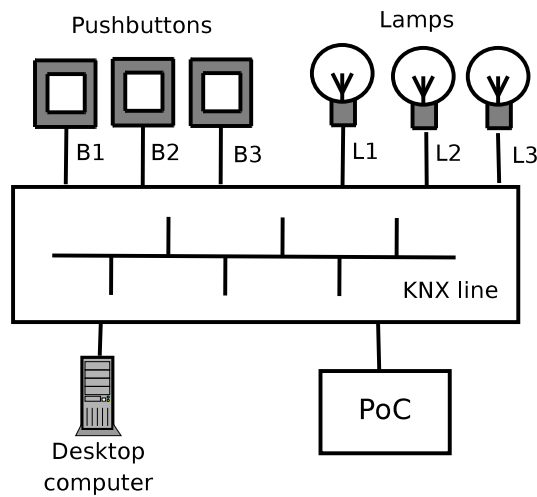 Pushbuttons
Lamps
B1
B2
B3
L1
L2
L3
KNX line
PoC
Desktop
computer